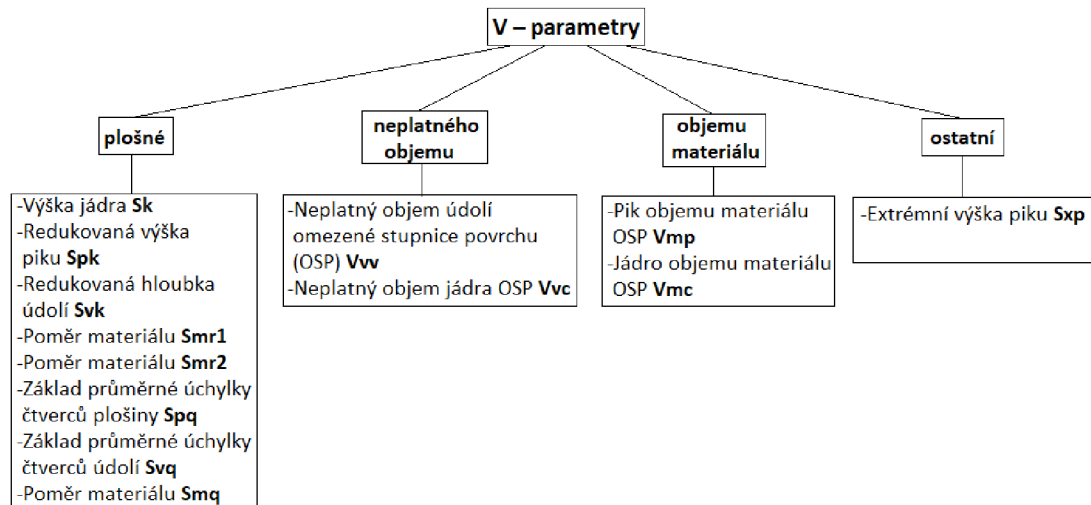 V – parametry
plošné
neplatného
objemu
objemu
materiálu
ostatní
-Výška jádra Sk
-Redukovaná výška
piku Spk
-Redukovaná hloubka
údolí Svk
-Poměr materiálu Smr1
-Poměr materiálu Smr2
-Základ průměrné úchylky
čtverců plošiny Spq
-Základ průměrné úchylky
čtverců údolí Svq
-Poměr materiálu Smq
-Neplatný objem údolí
omezené stupnice povrchu
(OSP) Vvv
-Neplatný objem jádra OSP Vvc
-Pik objemu materiálu
OSP Vmp
-Jádro objemu materiálu
OSP Vmc
-Extrémní výška piku Sxp